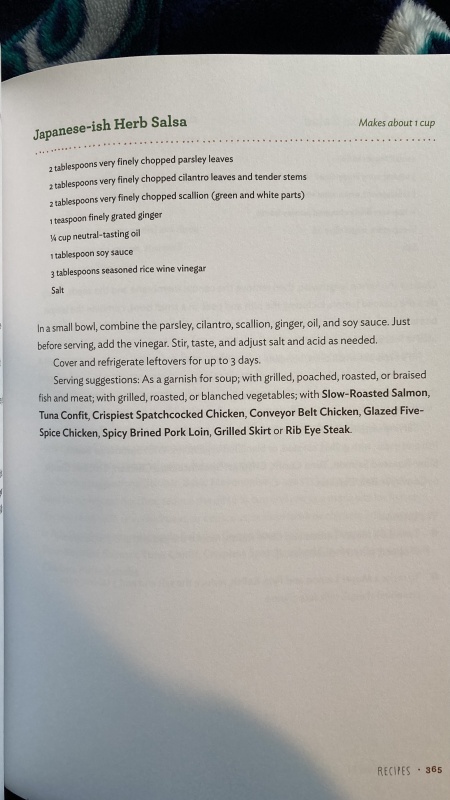 Japanese-ish Herb Salsa
Makes about 1 cup
2 tablespoons very finely chopped parsley leaves
2 tablespoons very finely chopped cilantro leaves and tender stems
2 tablespoons very finely chopped scallion (green and white parts)
1 teaspoon finely grated ginger
¼ cup neutral-tasting oil
1 tablespoon soy sauce
3 tablespoons seasoned rice wine vinegar
Salt
In a small bowl, combine the parsley, cilantro, scallion, ginger, oil, and soy sauce. Just
before serving, add the vinegar. Stir, taste, and adjust salt and acid as needed.
Cover and refrigerate leftovers for up to 3 days.
Serving suggestions: As a garnish for soup; with grilled, poached, roasted, or braised
fish and meat; with grilled, roasted, or blanched vegetables; with Slow-Roasted Salmon,
Tuna Confit, Crispiest Spatchcocked Chicken, Conveyor Belt Chicken, Glazed Five-
Spice Chicken, Spicy Brined Pork Loin, Grilled Skirt or Rib Eye Steak.
RECIPES · 365